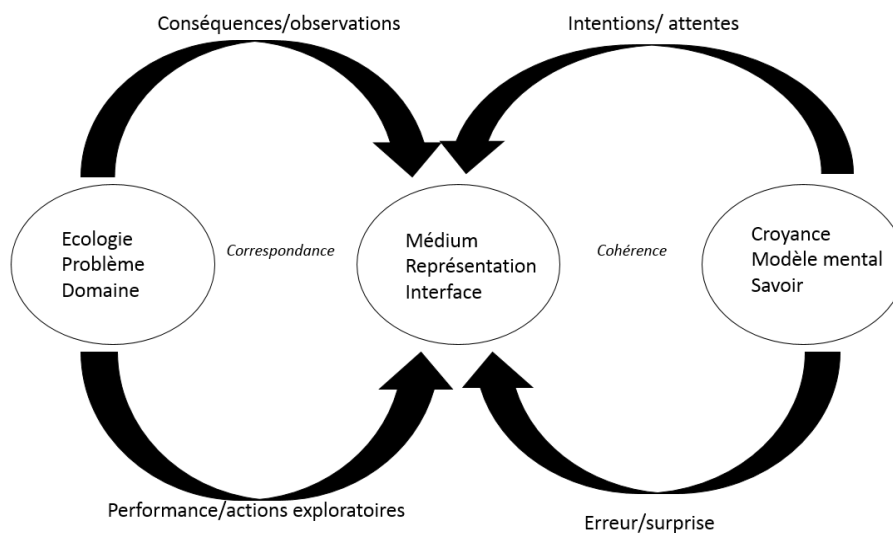 Conséquences/observations
Intentions/ attentes
Ecologie
Problème
Domaine
Correspondance
Médium
Représentation
Interface
Cohérence
Croyance
Modèle mental
Savoir
Performance/actions exploratoires
Erreur/surprise